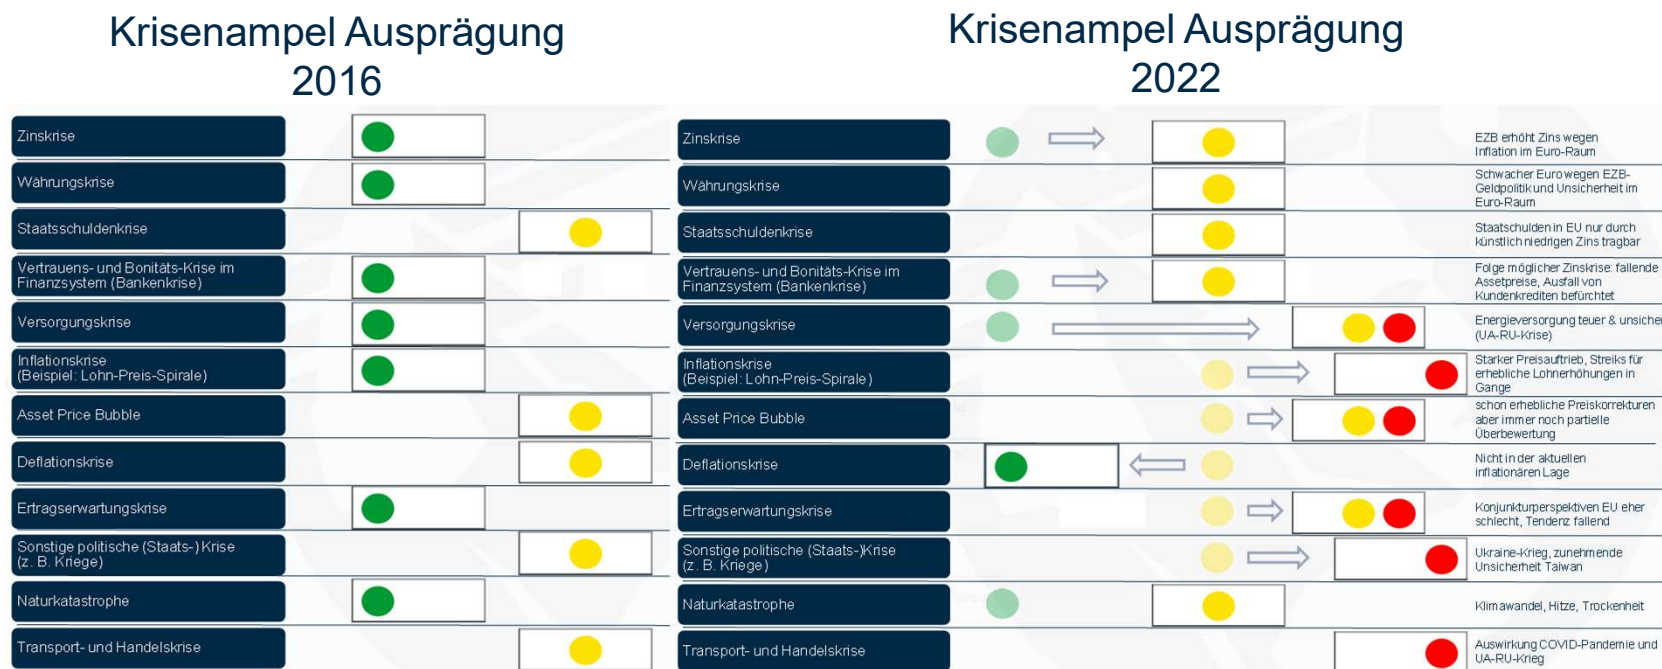 Krisenampel Ausprägung
2016
Zinskrise
Währungskrise
Staatsschuldenkrise
Vertrauens- und Bonitäts-Krise im
Finanzsystem (Bankenkrise)
Versorgungskrise
Inflationskrise
(Beispiel: Lohn-Preis-Spirale)
Asset Price Bubble
Deflationskrise
Ertragserwartungskrise
Sonstige politische (Staats-) Krise
(z. B. Kriege)
Naturkatastrophe
Transport- und Handelskrise
Krisenampel Ausprägung
2022
Zinskrise
EZB erhöht Zins wegen
Inflation im Euro-Raum
Währungskrise
Schwacher Euro wegen EZB-
Geldpolitik und Unsicherheit im
Euro-Raum
Staatsschuldenkrise
Staatschulden in EU nur durch
künstlich niedrigen Zins tragbar
Vertrauens- und Bonitäts-Krise im
Finanzsystem (Bankenkrise)
Folge möglicher Zinskrise: fallende
Assetpreise, Ausfall von
Kundenkrediten befürchtet
Versorgungskrise
Energieversorgung teuer & unsicher
(UA-RU-Krise)
Inflationskrise
(Beispiel: Lohn-Preis-Spirale)
Starker Preisauftrieb, Streiks für
erhebliche Lohnerhöhungen in
Gange
Asset Price Bubble
schon erhebliche Preiskorrekturen
aber immer noch partielle
Überbewertung
Deflationskrise
Nicht in der aktuellen
inflationären Lage
Ertragserwartungskrise
Konjunkturperspektiven EU eher
schlecht, Tendenz fallend
Sonstige politische (Staats-)Krise
(z. B. Kriege)
Ukraine-Krieg, zunehmende
Unsicherheit Taiwan
Naturkatastrophe
Klimawandel, Hitze, Trockenheit
Transport- und Handelskrise
Auswirkung COVID-Pandemie und
UA-RU-Krieg